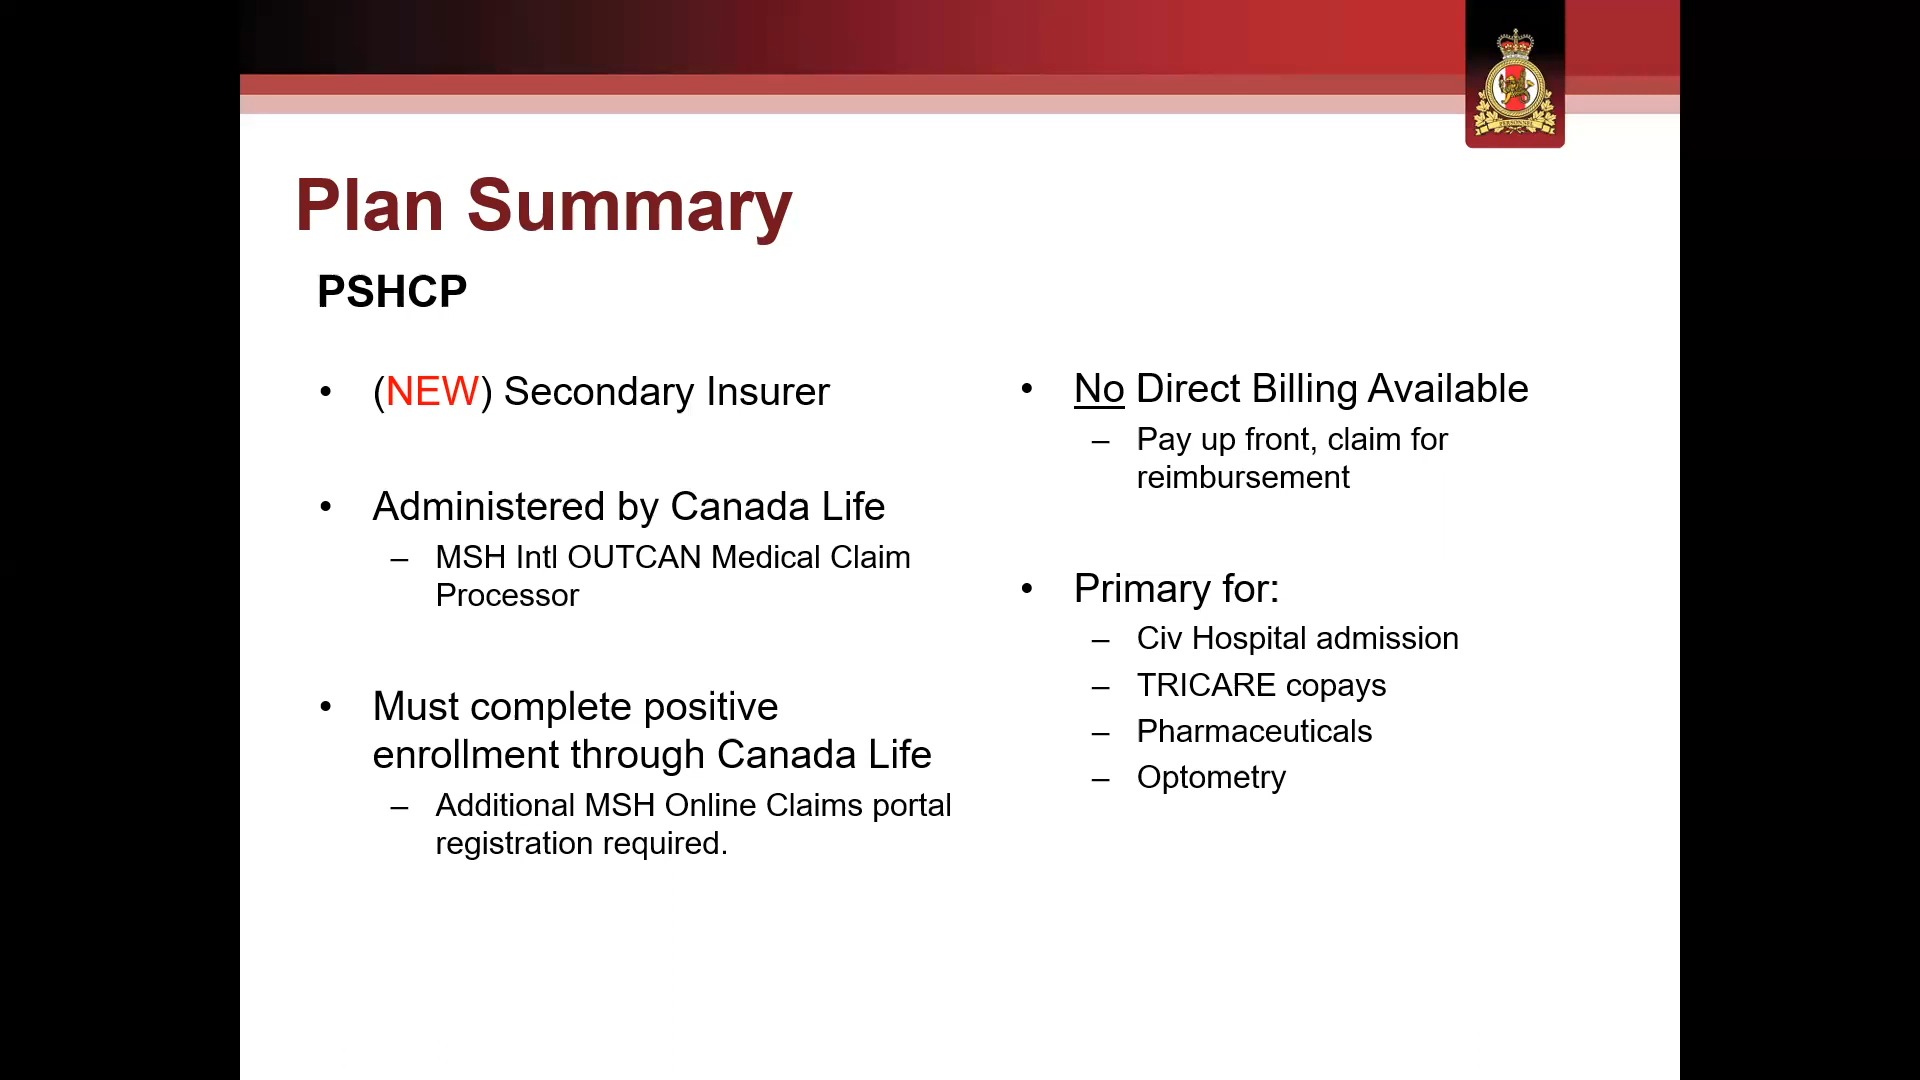 Plan Summary
PSHCP
• (NEW) Secondary Insurer
• Administered by Canada Life
– MSH Intl OUTCAN Medical Claim
Processor
• Must complete positive
enrollment through Canada Life
– Additional MSH Online Claims portal
registration required.
• No Direct Billing Available
– Pay up front, claim for
reimbursement
• Primary for:
– Civ Hospital admission
– TRICARE copays
– Pharmaceuticals
– Optometry
PERSONNEL